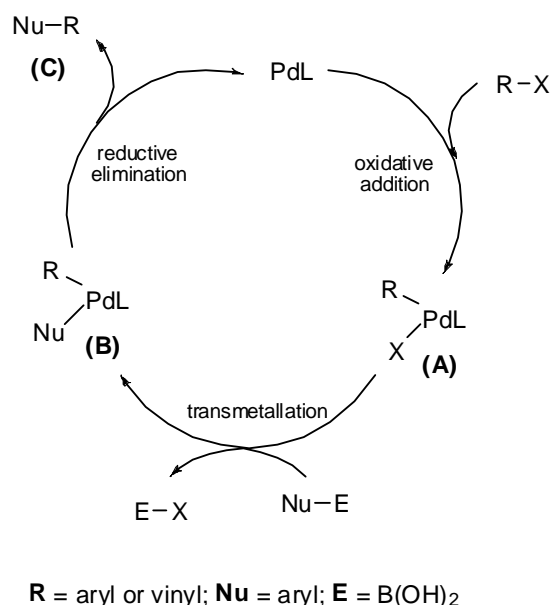 Nu–R
(C)
PdL
R–X
reductive
elimination
oxidative
addition
R
PdL
Nu
(B)
R
PdL
X
(A)
transmetallation
E–X
Nu–E
R = aryl or vinyl; Nu = aryl; E = B(OH)2